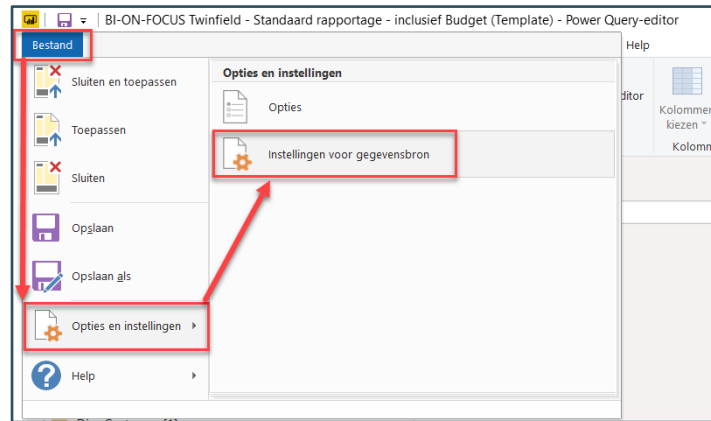 BI-ON-FOCUS Twinfield - Standaard rapportage - inclusief Budget (Template) - Power Query-editor
Bestand
Help
Sluiten en toepassen
Toepassen
Sluiten
Opslaan
Opslaan als
Opties en instellingen
Help
Opties en instellingen
Opties
Instellingen voor gegevensbron
ditor
Kolommen
kiezen
Kolomm